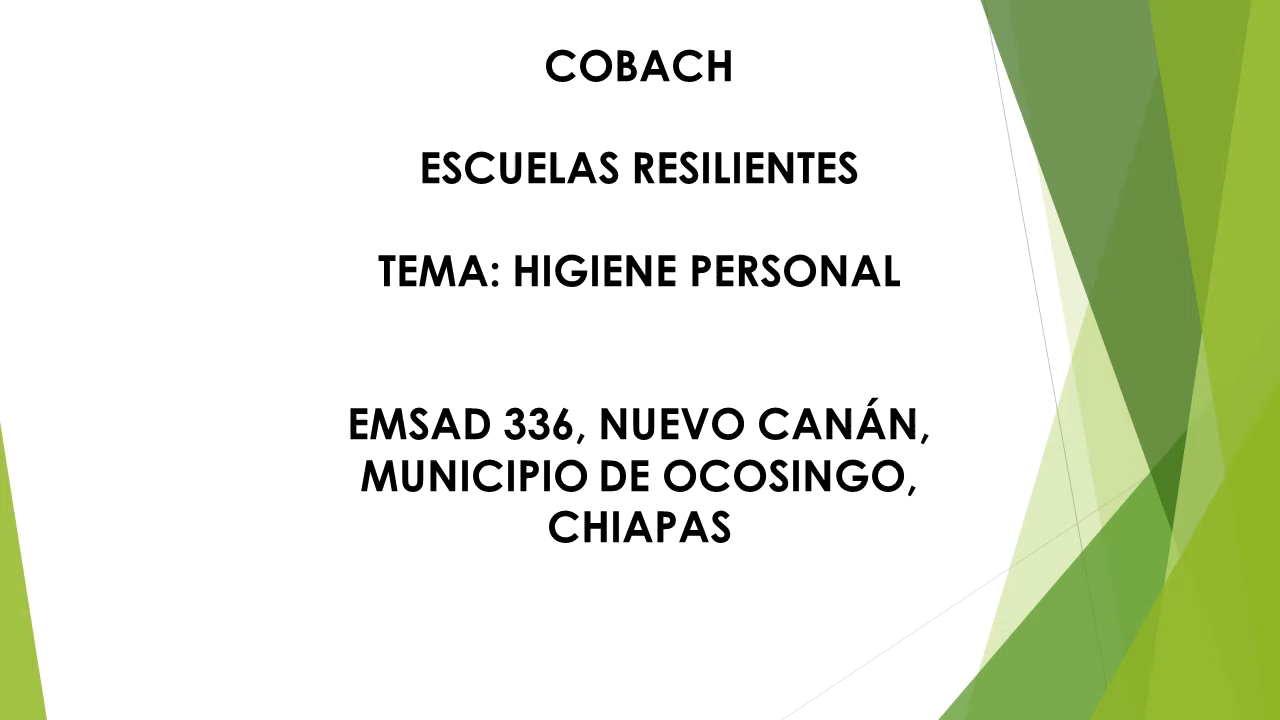 COBACH
ESCUELAS RESILIENTES
TEMA: HIGIENE PERSONAL
EMSAD 336, NUEVO CANÁN,
MUNICIPIO DE OCOSINGO,
CHIAPAS